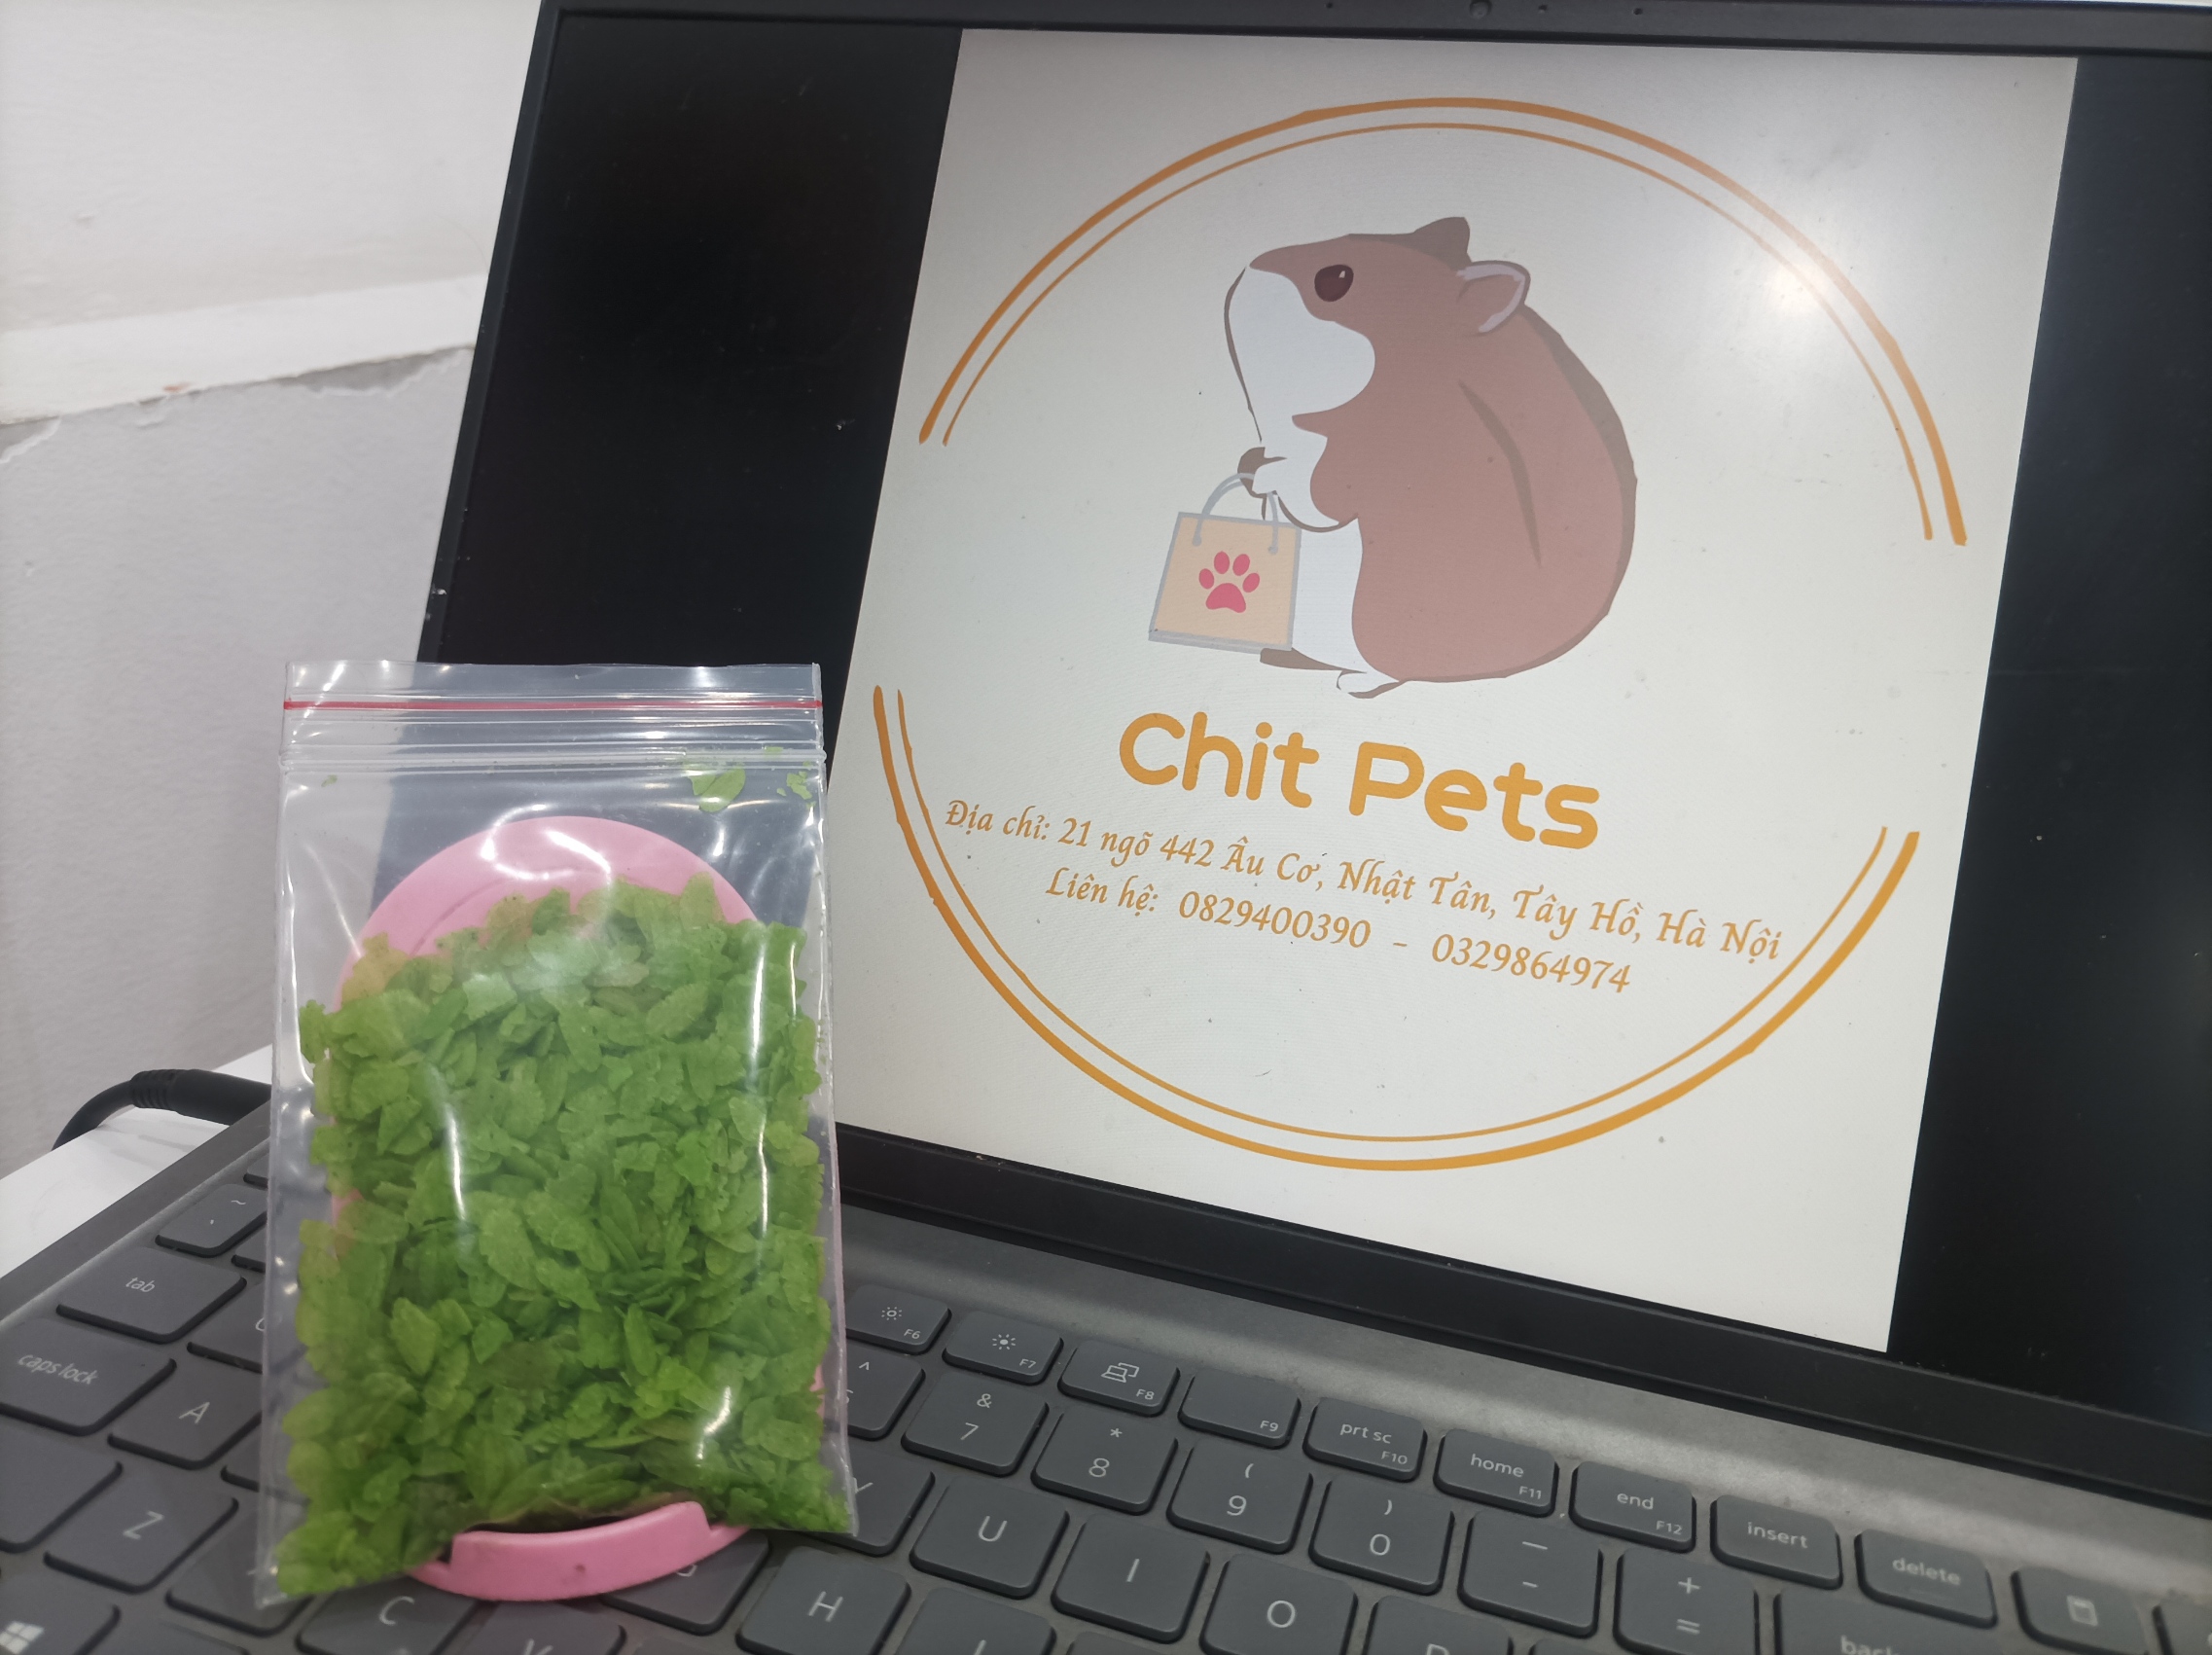 Chit Pets
Địa chỉ: 21 ngõ 442 Âu Cơ, Nhật Tân, Tây Hồ, Hà Nội
Liên hệ: 0829400390 - 0329864974
F6
F7
F8
F9
prt sc F10
home F11
end F12
insert
delete
~
&
7
*
8
(
9
)
0
—
-
+
=
tab
U
I
O
caps lock
A
H
Z
C